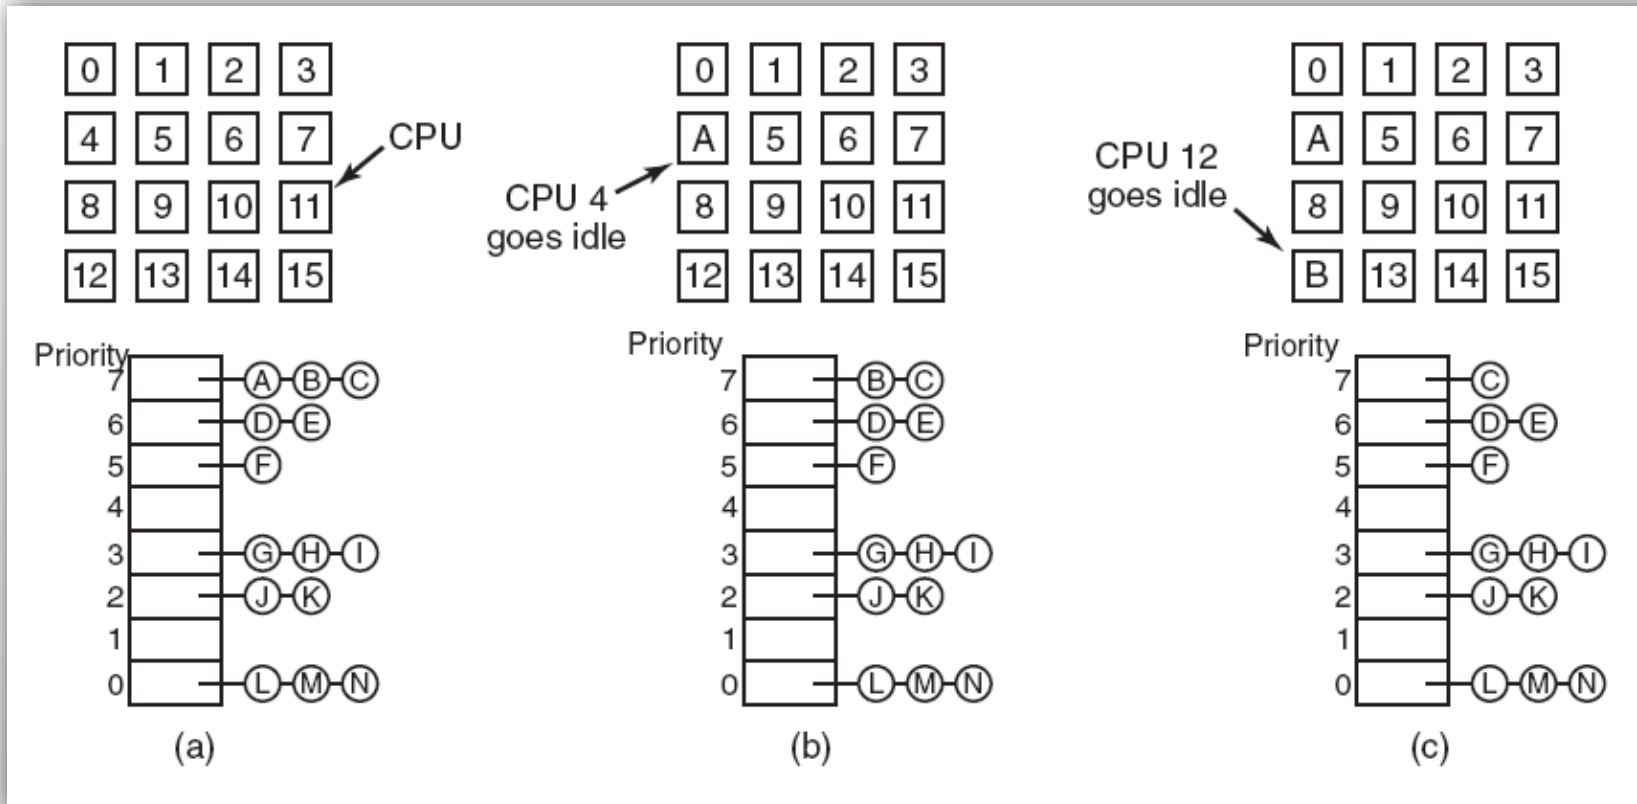 0 1 2 3
4 5 6 7
8 9 10 11
12 13 14 15
CPU
Priority
7 A B C
6 D E
5 F
4
3 G H I
2 J K
1
0 L M N
(a)
0 1 2 3
A 5 6 7
8 9 10 11
12 13 14 15
CPU 4
goes idle
Priority
7 B C
6 D E
5 F
4
3 G H I
2 J K
1
0 L M N
(b)
0 1 2 3
A 5 6 7
8 9 10 11
B 13 14 15
CPU 12
goes idle
Priority
7 C
6 D E
5 F
4
3 G H I
2 J K
1
0 L M N
(c)